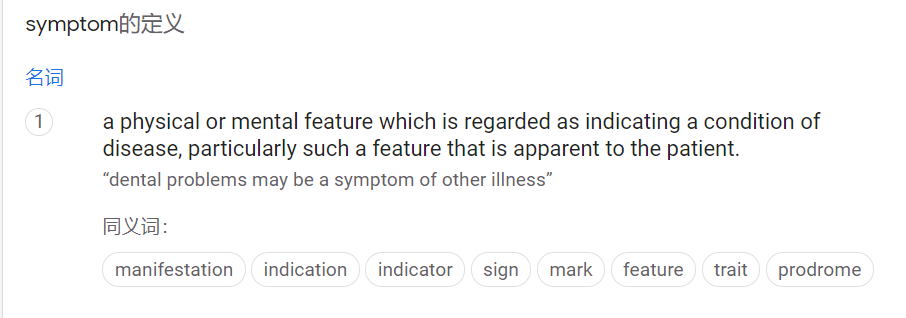 symptom的定义
名词
1
a physical or mental feature which is regarded as indicating a condition of
disease, particularly such a feature that is apparent to the patient.
“dental problems may be a symptom of other illness”
同义词：
manifestation indication indicator sign mark feature trait prodrome